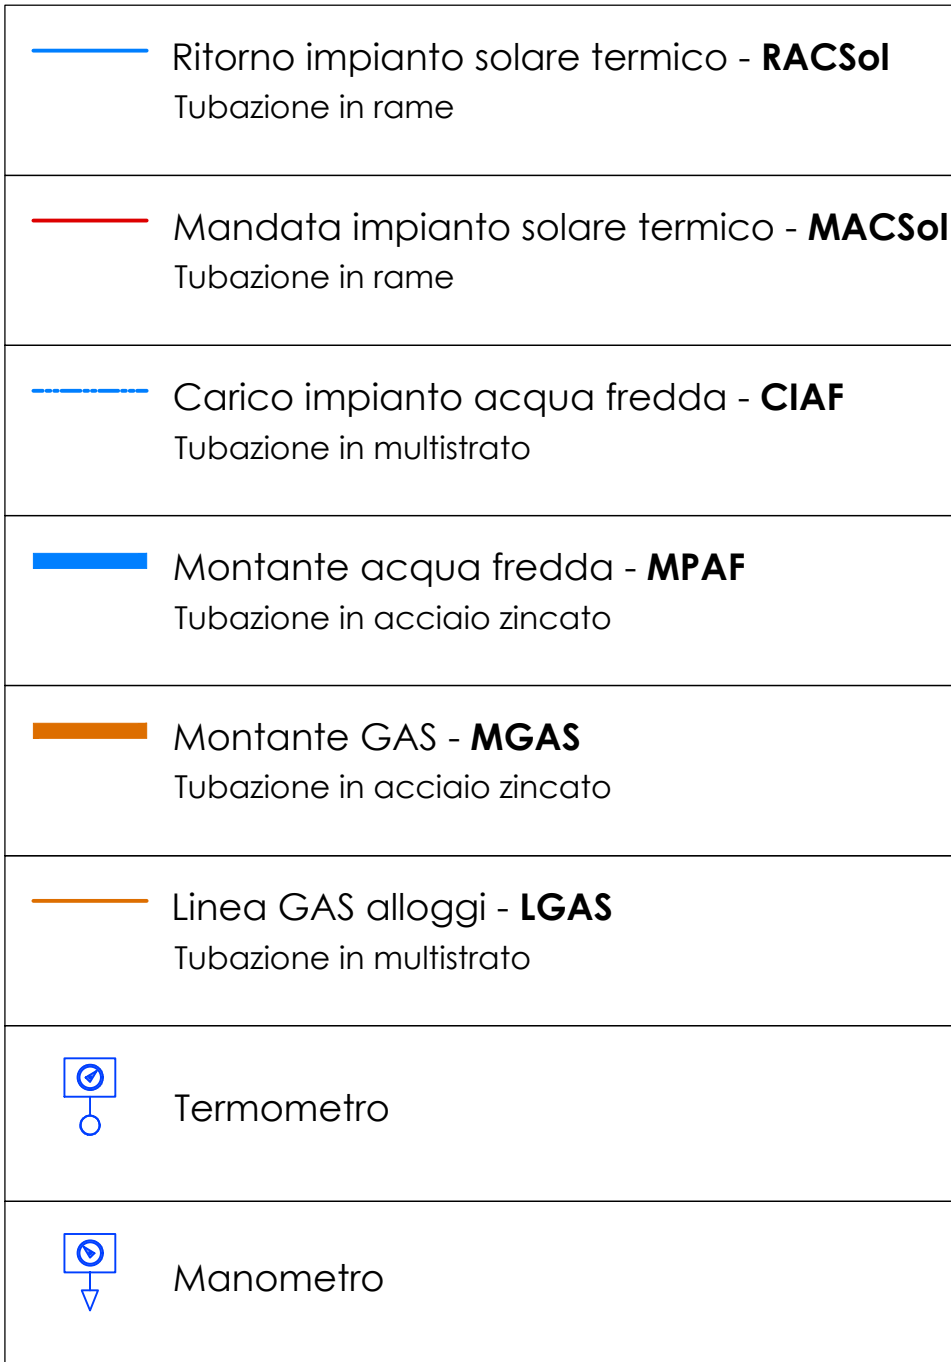 Ritorno impianto solare termico - RACSol
Tubazione in rame
Mandata impianto solare termico - MACSol
Tubazione in rame
Carico impianto acqua fredda - CIAF
Tubazione in multistrato
Montante acqua fredda - MPAF
Tubazione in acciaio zincato
Montante GAS - MGAS
Tubazione in acciaio zincato
Linea GAS alloggi - LGAS
Tubazione in multistrato
Termometro
Manometro